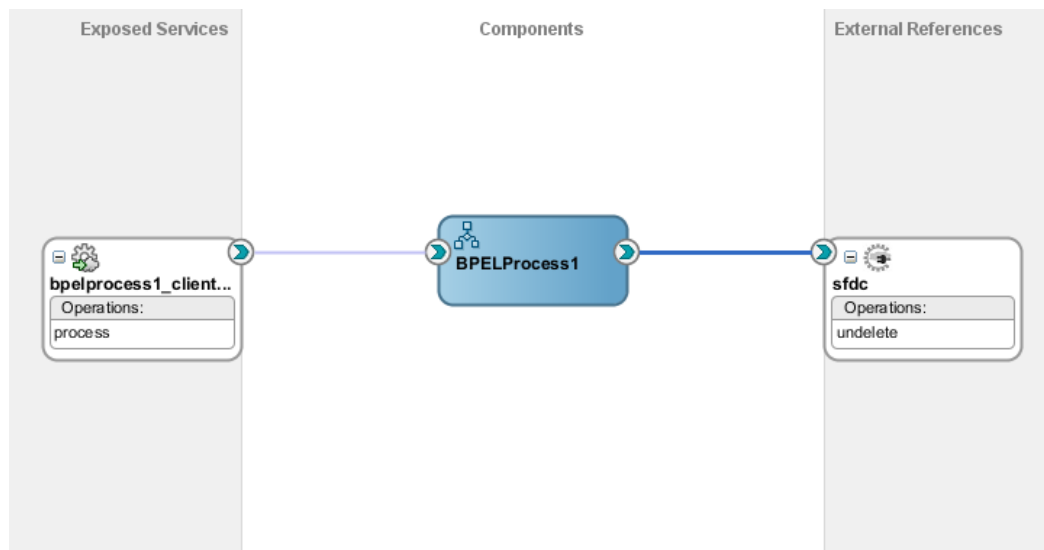 Exposed Services
Components
External References
bpelprocess1_client...
Operations:
process
BPELProcess1
sfdc
Operations:
undelete